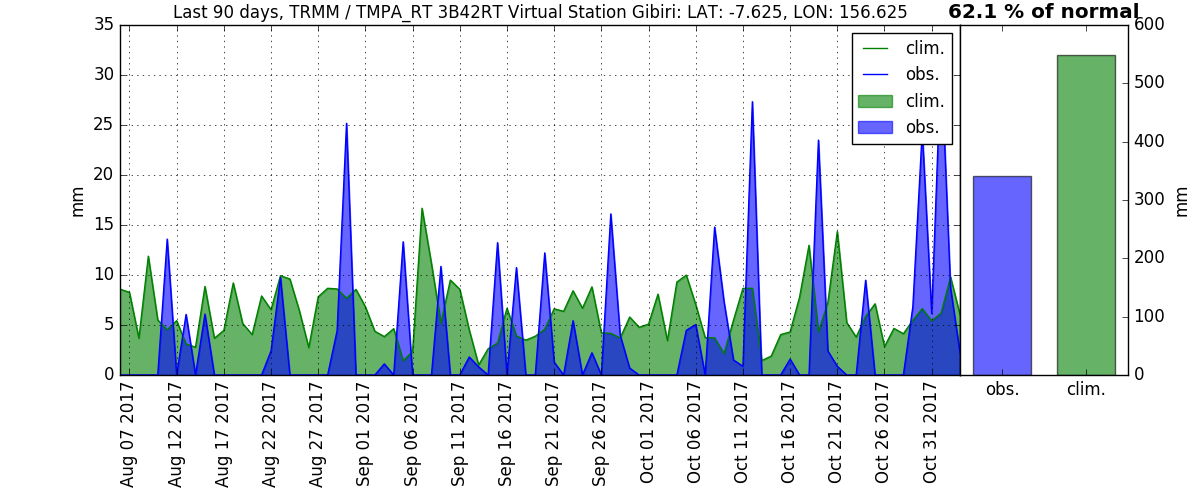 Last 90 days, TRMM / TMPA_RT 3B42RT Virtual Station Gibiri: LAT: -7.625, LON: 156.625
62.1 % of normal
35
30
25
20
15
10
5
0
mm
clim.
obs.
clim.
obs.
Aug 07 2017
Aug 12 2017
Aug 17 2017
Aug 22 2017
Aug 27 2017
Sep 01 2017
Sep 06 2017
Sep 11 2017
Sep 16 2017
Sep 21 2017
Sep 26 2017
Oct 01 2017
Oct 06 2017
Oct 11 2017
Oct 16 2017
Oct 21 2017
Oct 26 2017
Oct 31 2017
600
500
400
300
200
100
0
mm
obs.
clim.